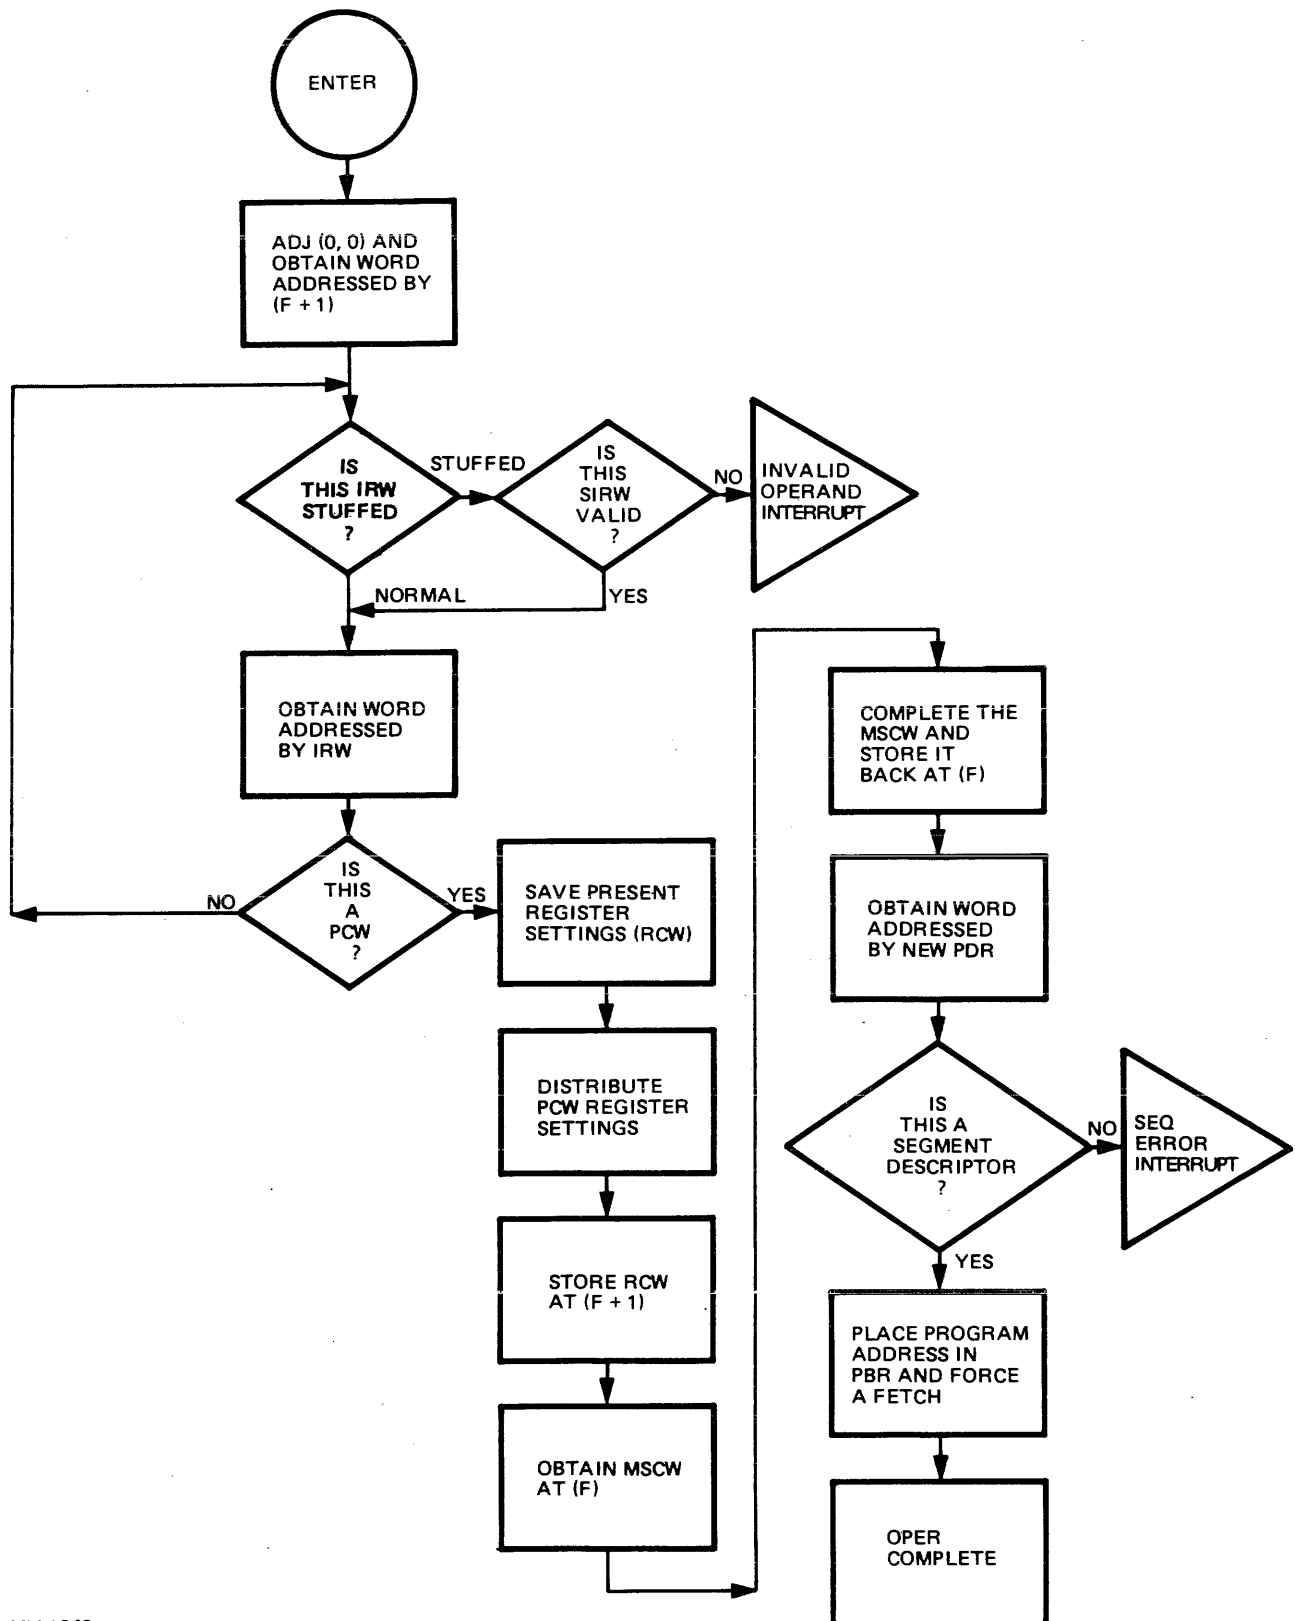 ENTER
ADJ (0, 0) AND
OBTAIN WORD
ADDRESSED BY
(F + 1)
IS
THIS IRW
STUFFED
?
STUFFED
IS
THIS
SIRW
VALID
?
NO
INVALID
OPERAND
INTERRUPT
NORMAL
YES
OBTAIN WORD
ADDRESSED
BY IRW
IS
THIS
A
PCW
?
NO
YES
SAVE PRESENT
REGISTER
SETTINGS (RCW)
DISTRIBUTE
PCW REGISTER
SETTINGS
STORE RCW
AT (F + 1)
OBTAIN MSCW
AT (F)
COMPLETE THE
MSCW AND
STORE IT
BACK AT (F)
OBTAIN WORD
ADDRESSED
BY NEW PDR
IS
THIS A
SEGMENT
DESCRIPTOR
?
NO
SEQ
ERROR
INTERRUPT
YES
PLACE PROGRAM
ADDRESS IN
PBR AND FORCE
A FETCH
OPER
COMPLETE